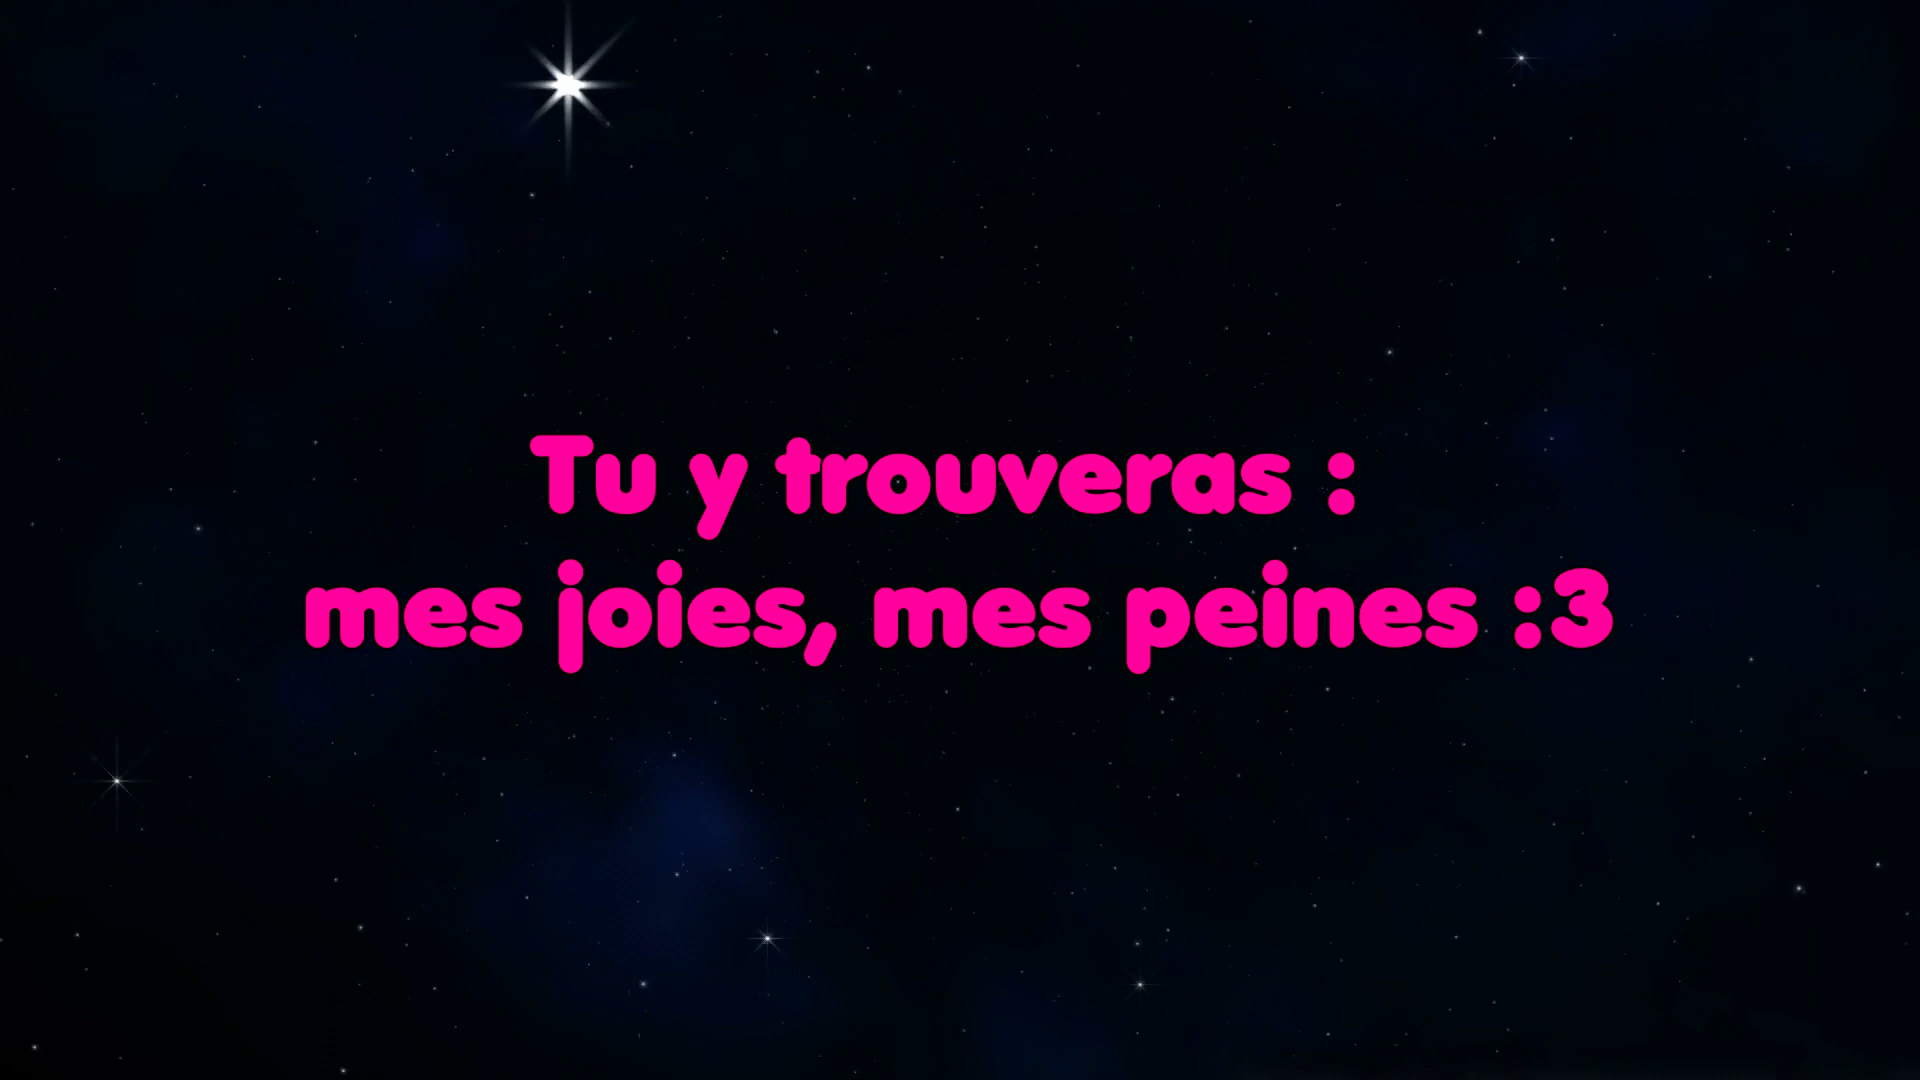 Tu y trouveras :
mes joies, mes peines :3